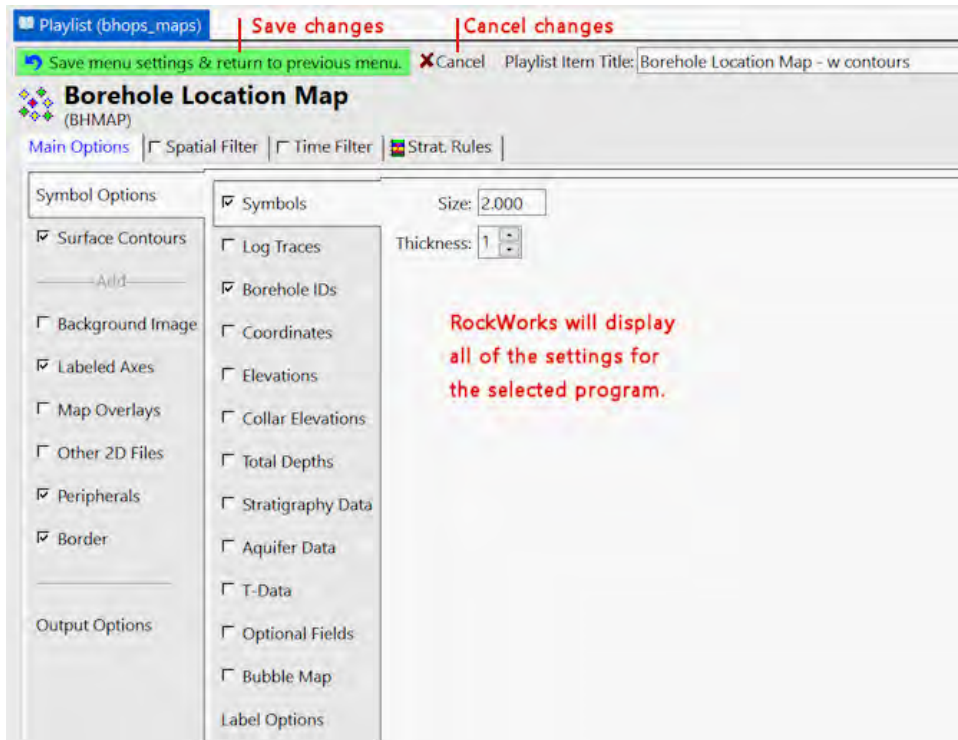 Playlist (bhops_maps)
Save changes
Cancel changes
Save menu settings & return to previous menu.
Cancel
Playlist Item Title: Borehole Location Map - w contours
Borehole Location Map
(BHMAP)
Main Options
Spatial Filter
Time Filter
Strat. Rules
Symbol Options
Surface Contours
Add
Background Image
Labeled Axes
Map Overlays
Other 2D Files
Peripherals
Border
Output Options
Symbols
Log Traces
Borehole IDs
Coordinates
Elevations
Collar Elevations
Total Depths
Stratigraphy Data
Aquifer Data
T-Data
Optional Fields
Bubble Map
Label Options
Size: 2.000
Thickness: 1
RockWorks will display
all of the settings for
the selected program.